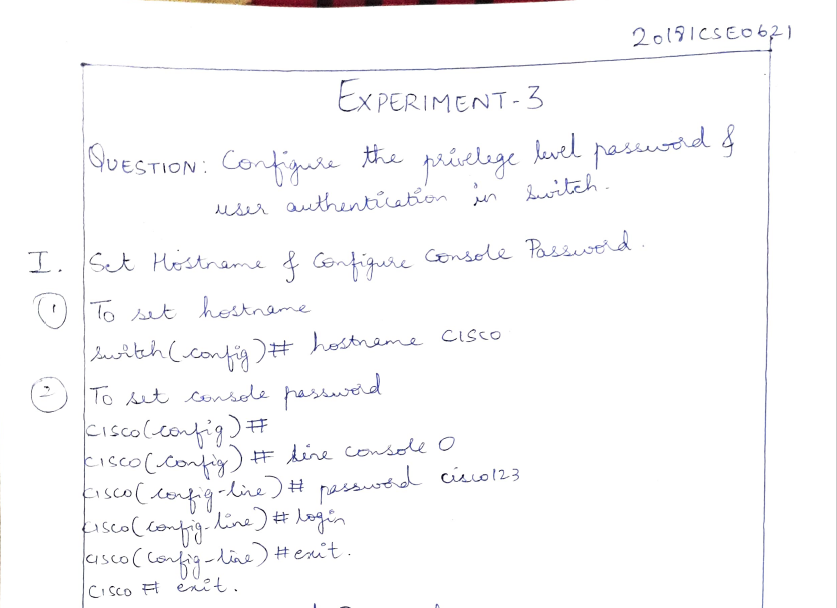 20181CSE0621
EXPERIMENT-3
QUESTION: Configure the privelege level password &
user authentication in switch.
I. Set Hostname & Configure Console Password.
1 To set hostname
switch(config)# hostname CISCO
2 To set console password
CISCO(config)#
CISCO(config)# line console 0
CISCO(config-line)# password cisco123
CISCO(config-line)# login
CISCO(config-line)#exit.
CISCO # exit.